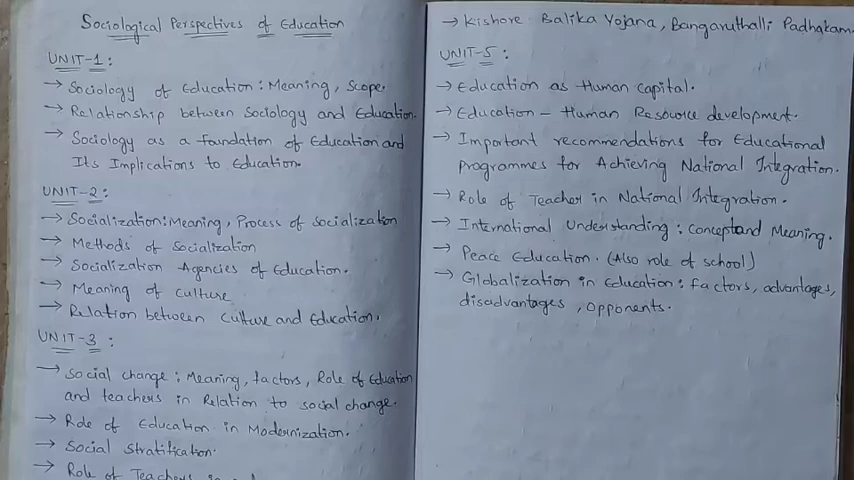 Sociological Perspectives of Education
UNIT-1:
→ Sociology of Education: Meaning, Scope.
→ Relationship between Sociology and Education.
→ Sociology as a foundation of Education and
Its Implications to Education.
UNIT-2:
→ Socialization: Meaning, Process of Socialization
→ Methods of Socialization
→ Socialization Agencies of Education.
→ Meaning of Culture
→ Relation between Culture and Education.
UNIT-3:
→ Social change: Meaning, factors, Role of Education
and teachers in Relation to social change.
→ Role of Education in Modernization.
→ Social Stratification.
→ Role of Teachers
→ Kishore Balika Yojana, Bangaruthalli Padhakam
UNIT-5:
→ Education as Human capital.
→ Education - Human Resource development.
→ Important recommendations for Educational
Programmes for Achieving National Integration.
→ Role of Teacher in National Integration.
→ International Understanding: Concept and Meaning.
→ Peace Education. (Also role of school)
→ Globalization in Education: factors, advantages,
disadvantages, opponents.